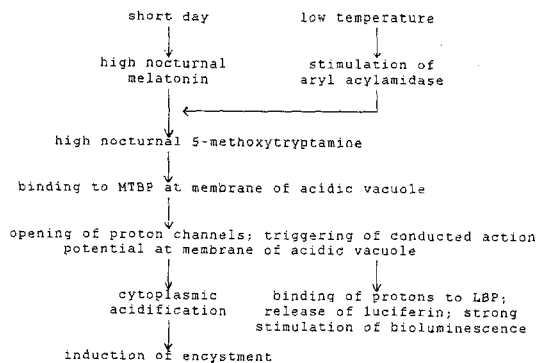 short day
low temperature
high nocturnal
melatonin
stimulation of
aryl acylamidase
high nocturnal 5-methoxytryptamine
binding to MTBP at membrane of acidic vacuole
opening of proton channels; triggering of conducted action
potential at membrane of acidic vacuole
cytoplasmic
acidification
binding of protons to LBP;
release of luciferin; strong
stimulation of bioluminescence
induction of encystment